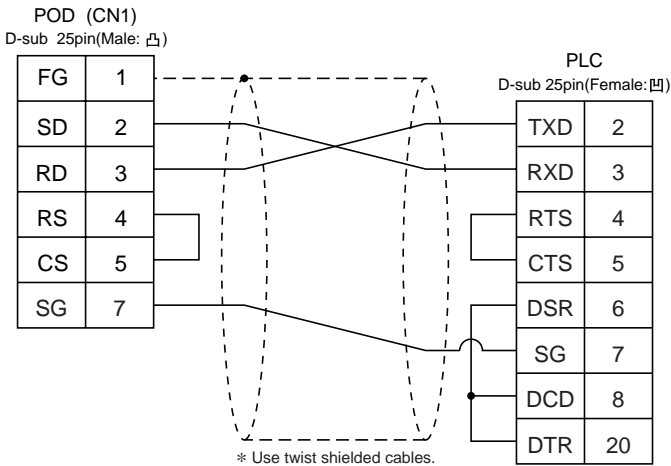 POD (CN1)
D-sub 25pin(Male: 凸)
FG 1
SD 2
RD 3
RS 4
CS 5
SG 7
PLC
D-sub 25pin(Female:凹)
TXD 2
RXD 3
RTS 4
CTS 5
DSR 6
SG 7
DCD 8
DTR 20
* Use twist shielded cables.